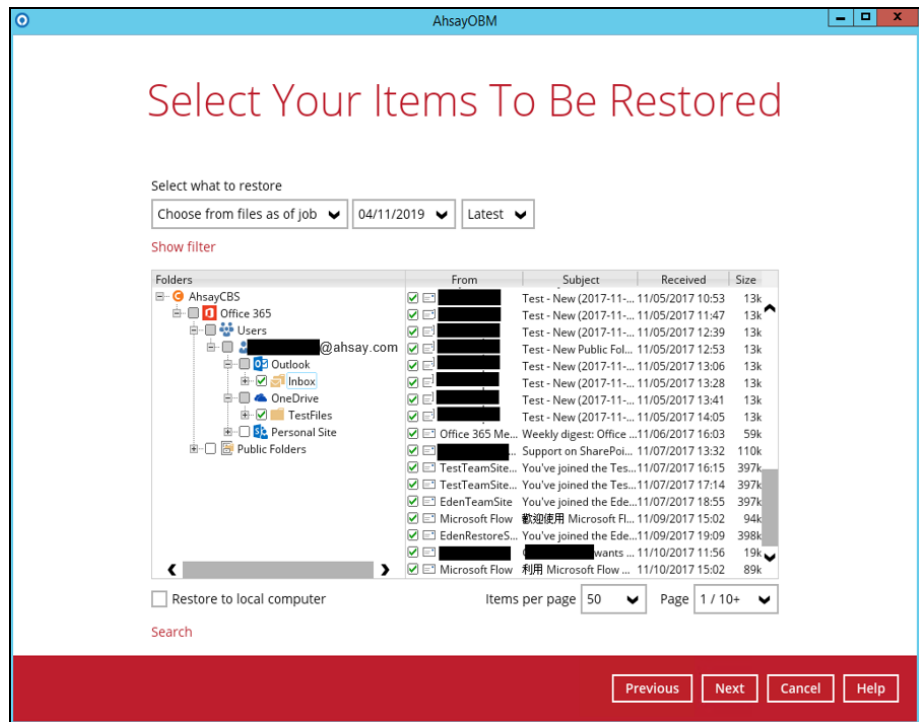 AhsayOBM
Select Your Items To Be Restored
Select what to restore
Choose from files as of job 04/11/2019 Latest
Show filter
Folders From Subject Received Size
AhsayCBS
Office 365
Users
@ahsay.com
Outlook
Inbox
OneDrive
TestFiles
Personal Site
Public Folders
Test - New (2017-11-... 11/05/2017 10:53 13k
Test - New (2017-11-... 11/05/2017 11:47 13k
Test - New (2017-11-... 11/05/2017 12:39 13k
Test - New Public Fol... 11/05/2017 12:53 13k
Test - New (2017-11-... 11/05/2017 13:06 13k
Test - New (2017-11-... 11/05/2017 13:28 13k
Test - New (2017-11-... 11/05/2017 13:41 13k
Test - New (2017-11-... 11/05/2017 14:05 13k
Office 365 Me... Weekly digest: Office ... 11/06/2017 16:03 59k
... Support on SharePoi... 11/07/2017 13:32 110k
TestTeamSite... You've joined the Tes... 11/07/2017 16:15 397k
TestTeamSite... You've joined the Tes... 11/07/2017 17:14 397k
EdenTeamSite You've joined the Ede... 11/07/2017 18:55 397k
Microsoft Flow 歡迎使用 Microsoft Fl... 11/09/2017 15:02 94k
EdenRestoreS... You've joined the Ede... 11/09/2017 19:09 398k
wants ... 11/10/2017 11:56 19k
Microsoft Flow 利用 Microsoft Flow ... 11/10/2017 15:02 89k
Restore to local computer Items per page 50 Page 1 / 10+
Search
Previous Next Cancel Help